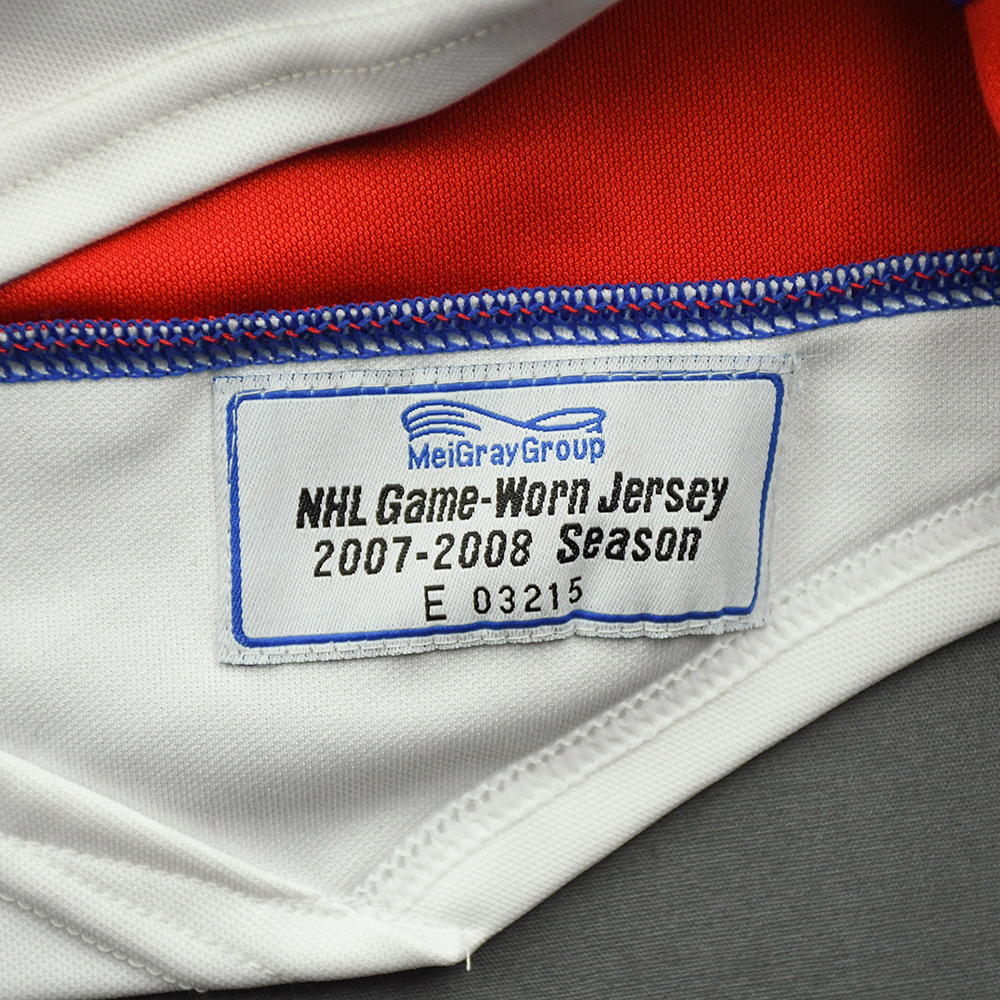 MeiGrayGroup
NHL Game-Worn Jersey
2007-2008 Season
E 03215